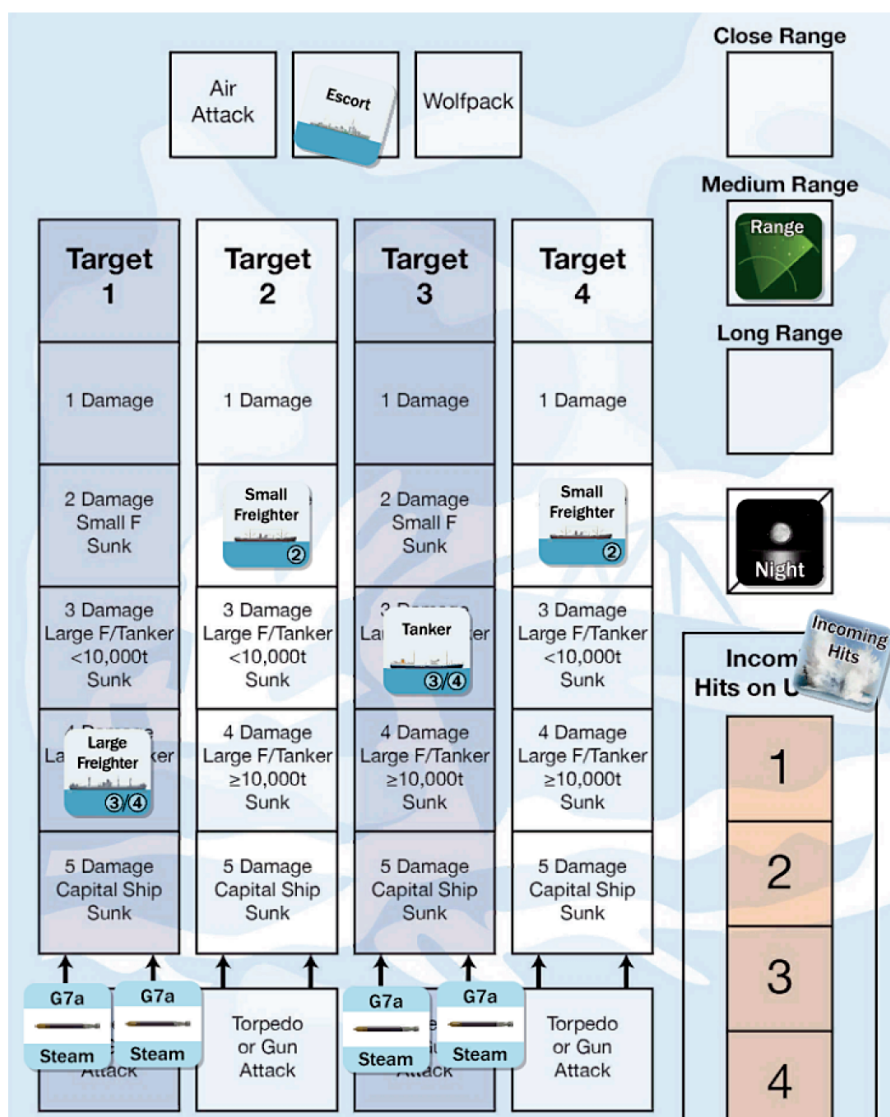 Air
Attack
Escort
Wolfpack
Close Range
Medium Range
Range
Long Range
Night
Target
1
Target
2
Target
3
Target
4
1 Damage
1 Damage
1 Damage
1 Damage
2 Damage
Small F
Sunk
Small
Freighter
②
2 Damage
Small F
Sunk
Small
Freighter
②
3 Damage
Large F/Tanker
<10,000t
Sunk
3 Damage
Large F/Tanker
<10,000t
Sunk
Tanker
③/④
Sunk
3 Damage
Large F/Tanker
<10,000t
Sunk
Large
Freighter
③/④
4 Damage
Large F/Tanker
≥10,000t
Sunk
4 Damage
Large F/Tanker
≥10,000t
Sunk
4 Damage
Large F/Tanker
≥10,000t
Sunk
5 Damage
Capital Ship
Sunk
5 Damage
Capital Ship
Sunk
5 Damage
Capital Ship
Sunk
5 Damage
Capital Ship
Sunk
G7a
Steam
G7a
Steam
Attack
Torpedo
or Gun
Attack
G7a
Steam
G7a
Steam
Attack
Torpedo
or Gun
Attack
Incoming
Hits
Hits on
1
2
3
4